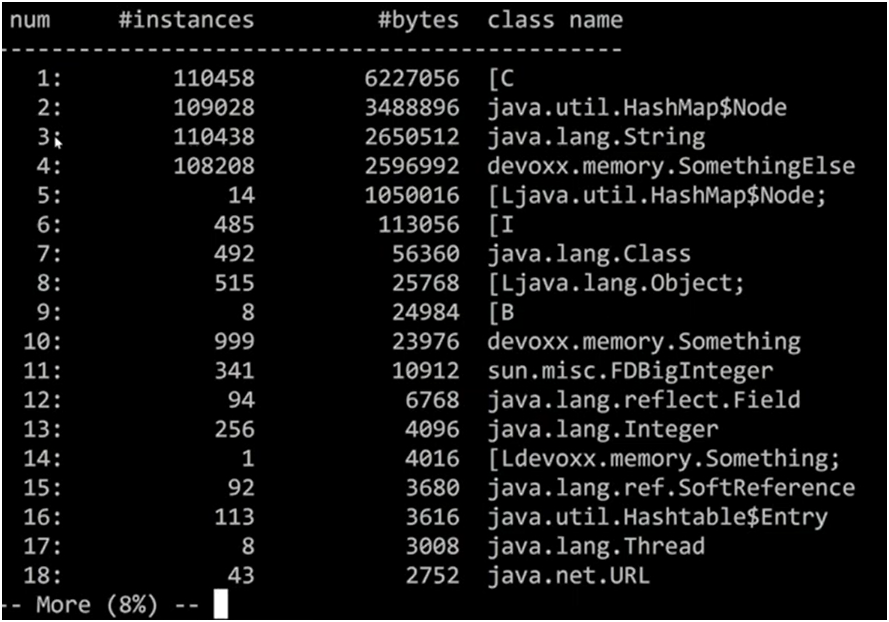 num #instances #bytes class name
----------------------------------------------
1: 110458 6227056 [C
2: 109028 3488896 java.util.HashMap$Node
3: 110438 2650512 java.lang.String
4: 108208 2596992 devoxx.memory.SomethingElse
5: 14 1050016 [Ljava.util.HashMap$Node;
6: 485 113056 [I
7: 492 56360 java.lang.Class
8: 515 25768 [Ljava.lang.Object;
9: 8 24984 [B
10: 999 23976 devoxx.memory.Something
11: 341 10912 sun.misc.FDBigInteger
12: 94 6768 java.lang.reflect.Field
13: 256 4096 java.lang.Integer
14: 1 4016 [Ldevoxx.memory.Something;
15: 92 3680 java.lang.ref.SoftReference
16: 113 3616 java.util.Hashtable$Entry
17: 8 3008 java.lang.Thread
18: 43 2752 java.net.URL
-- More (8%) --